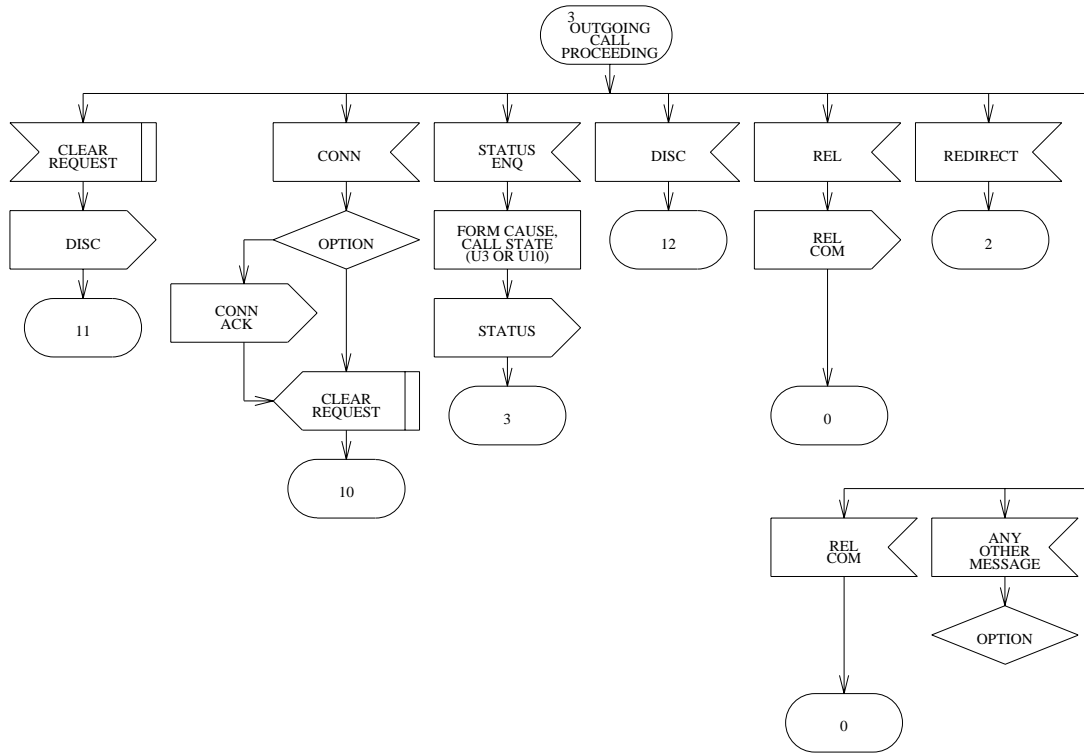 3
OUTGOING
CALL
PROCEEDING
CLEAR
REQUEST
CONN
STATUS
ENQ
DISC
REL
REDIRECT
DISC
OPTION
FORM CAUSE,
CALL STATE
(U3 OR U10)
12
REL
COM
2
11
CONN
ACK
STATUS
CLEAR
REQUEST
3
0
10
REL
COM
ANY
OTHER
MESSAGE
OPTION
0